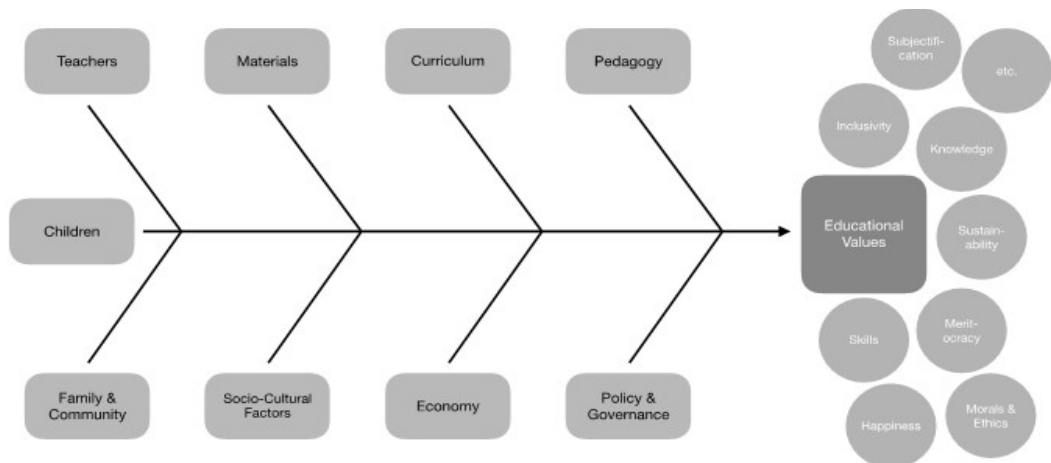 Teachers
Materials
Curriculum
Pedagogy
Children
Family &
Community
Socio-Cultural
Factors
Economy
Policy &
Governance
Educational
Values
Subjectifi-
cation
etc.
Inclusivity
Knowledge
Sustain-
ability
Skills
Merit-
ocracy
Happiness
Morals &
Ethics